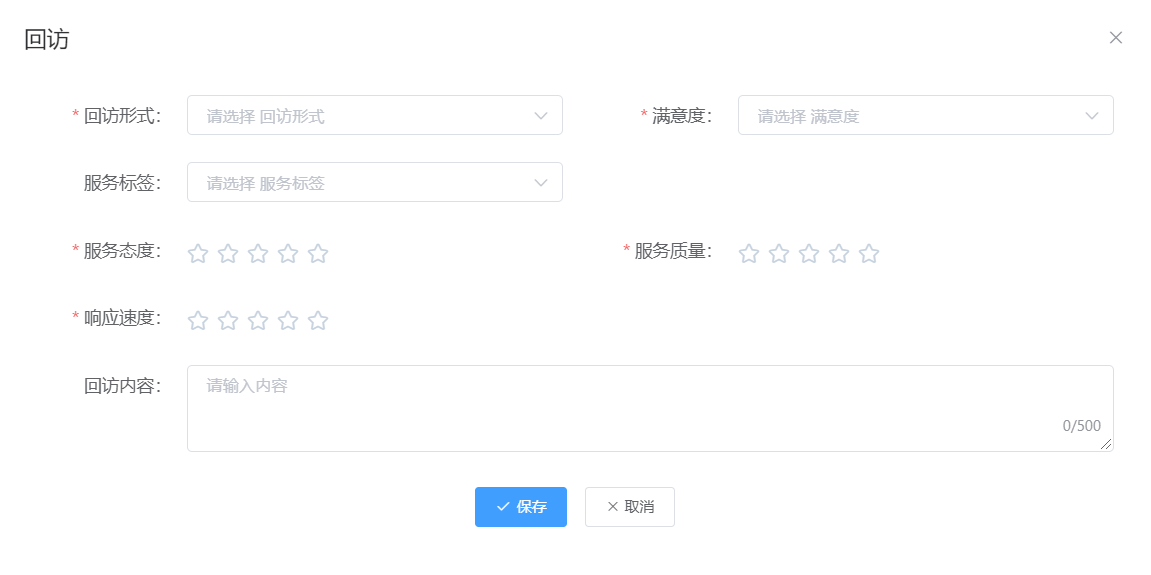 回访
* 回访形式： 请选择 回访形式 * 满意度： 请选择 满意度
服务标签： 请选择 服务标签
* 服务态度： * 服务质量：
* 响应速度：
回访内容： 请输入内容
0/500
保存 取消